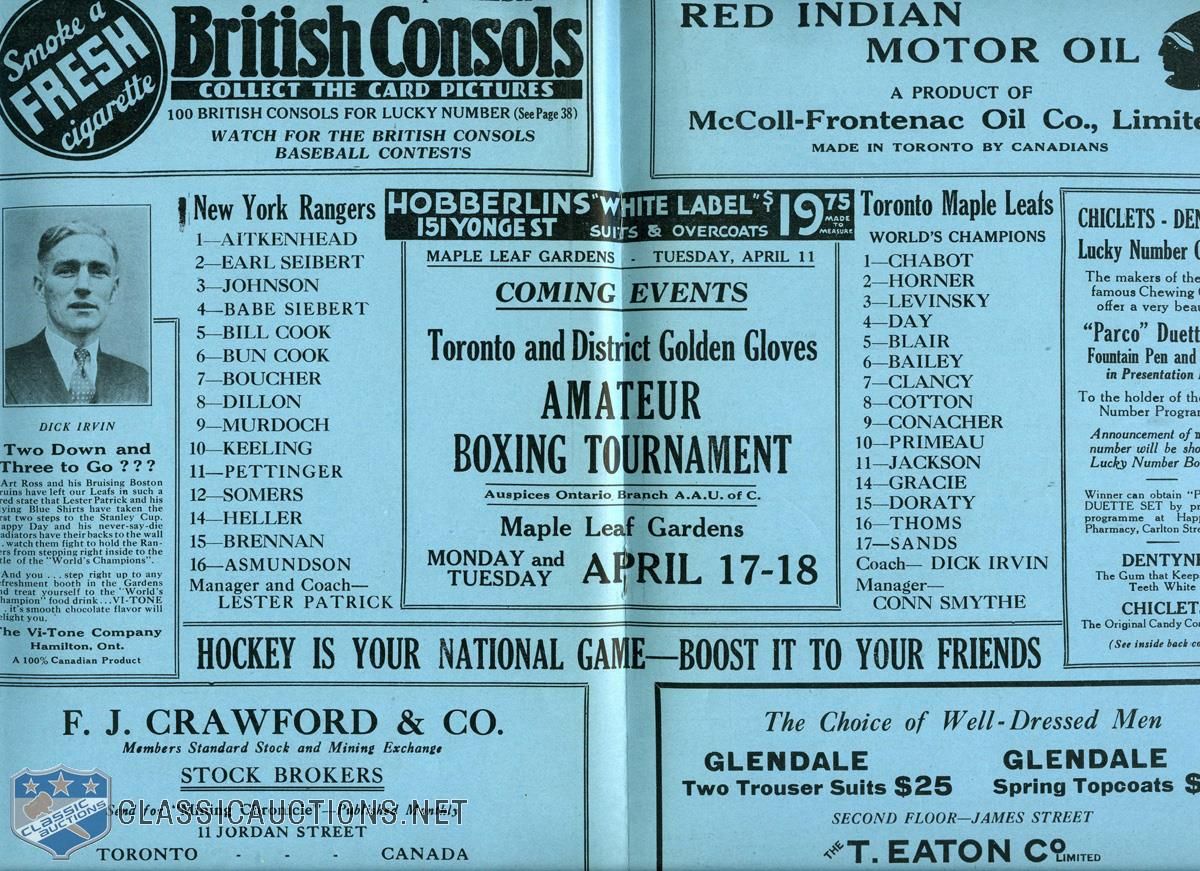 Smoke a
FRESH
cigarette
British Consols
COLLECT THE CARD PICTURES
100 BRITISH CONSOLS FOR LUCKY NUMBER (See Page 38)
WATCH FOR THE BRITISH CONSOLS
BASEBALL CONTESTS
RED INDIAN
MOTOR OIL
A PRODUCT OF
McColl-Frontenac Oil Co., Limite
MADE IN TORONTO BY CANADIANS
DICK IRVIN
Two Down and
Three to Go ???
Art Ross and his Bruising Boston
ruins have left our Leafs in such a
red state that Lester Patrick and his
ying Blue Shirts have taken the
rst two steps to the Stanley Cup.
appy Day and his never-say-die
adiators have their backs to the wall
. watch them fight to hold the Ran-
ers from stepping right inside to the
tle of the "World's Champions".
And you . . . step right up to any
efreshment booth in the Gardens
nd treat yourself to the "World's
hampion" food drink...VI-TONE
. it's smooth chocolate flavor will
elight you.
he Vi-Tone Company
Hamilton, Ont.
A 100% Canadian Product
New York Rangers
1—AITKENHEAD
2—EARL SEIBERT
3—JOHNSON
4—BABE SIEBERT
5—BILL COOK
6—BUN COOK
7—BOUCHER
8—DILLON
9—MURDOCH
10—KEELING
11—PETTINGER
12—SOMERS
14—HELLER
15—BRENNAN
16—ASMUNDSON
Manager and Coach—
LESTER PATRICK
HOBBERLINS "WHITE LABEL" $19.75
151 YONGE ST SUITS & OVERCOATS MADE TO MEASURE
MAPLE LEAF GARDENS - TUESDAY, APRIL 11
COMING EVENTS
Toronto and District Golden Gloves
AMATEUR
BOXING TOURNAMENT
Auspices Ontario Branch A.A.U. of C.
Maple Leaf Gardens
MONDAY and
TUESDAY APRIL 17-18
Toronto Maple Leafs
WORLD'S CHAMPIONS
1—CHABOT
2—HORNER
3—LEVINSKY
4—DAY
5—BLAIR
6—BAILEY
7—CLANCY
8—COTTON
9—CONACHER
10—PRIMEAU
11—JACKSON
14—GRACIE
15—DORATY
16—THOMS
17—SANDS
Coach— DICK IRVIN
Manager—
CONN SMYTHE
CHICLETS - DE
Lucky Number
The makers of the
famous Chewing
offer a very beau
"Parco" Duett
Fountain Pen and
in Presentation
To the holder of the
Number Progra
Announcement of
number will be sho
Lucky Number Bo
Winner can obtain "P
DUETTE SET by pr
programme at Hap
Pharmacy, Carlton Stre
DENTYNE
The Gum that Keep
Teeth White
CHICLET
The Original Candy Co
(See inside back co
HOCKEY IS YOUR NATIONAL GAME—BOOST IT TO YOUR FRIENDS
F. J. CRAWFORD & CO.
Members Standard Stock and Mining Exchange
STOCK BROKERS
Send for "Mining Chronicle" Published Monthly
11 JORDAN STREET
TORONTO - - - CANADA
CLASSIC AUCTIONS
CLASSICAUCTIONS.NET
The Choice of Well-Dressed Men
GLENDALE GLENDALE
Two Trouser Suits $25 Spring Topcoats $
SECOND FLOOR—JAMES STREET
THE T. EATON CO LIMITED